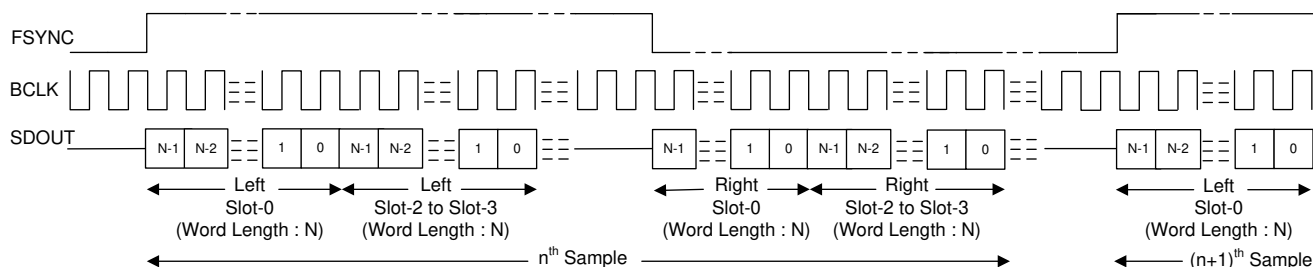 FSYNC
BCLK
SDOUT
N-1 N-2 1 0 N-1 N-2 1 0 N-1 1 0 N-1 N-2 1 0 N-1 N-2 1 0
Left Left Right Right Left
Slot-0 Slot-2 to Slot-3 Slot-0 Slot-2 to Slot-3 Slot-0
(Word Length : N) (Word Length : N) (Word Length : N) (Word Length : N) (Word Length : N)
nth Sample (n+1)th Sample